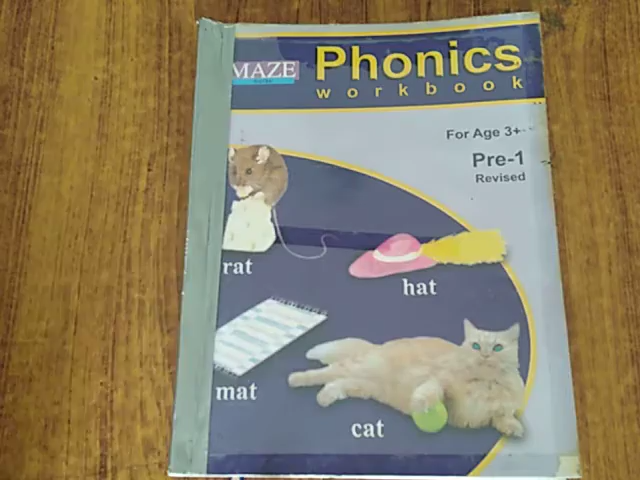 MAZE
Phonics
workbook
For Age 3+
Pre-1
Revised
rat
hat
mat
cat